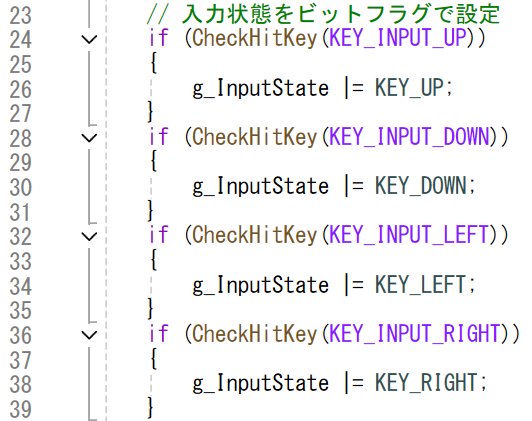 23 // 入力状態をビットフラグで設定
24 if (CheckHitKey(KEY_INPUT_UP))
25 {
26 g_InputState |= KEY_UP;
27 }
28 if (CheckHitKey(KEY_INPUT_DOWN))
29 {
30 g_InputState |= KEY_DOWN;
31 }
32 if (CheckHitKey(KEY_INPUT_LEFT))
33 {
34 g_InputState |= KEY_LEFT;
35 }
36 if (CheckHitKey(KEY_INPUT_RIGHT))
37 {
38 g_InputState |= KEY_RIGHT;
39 }